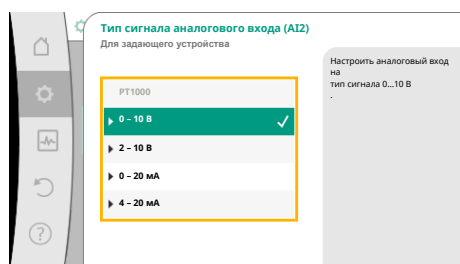 Тип сигнала аналогового входа (AI2)
Для задающего устройства
Настроить аналоговый вход
на
тип сигнала 0...10 В
.
PT1000
0 – 10 В
2 – 10 В
0 – 20 мА
4 – 20 мА